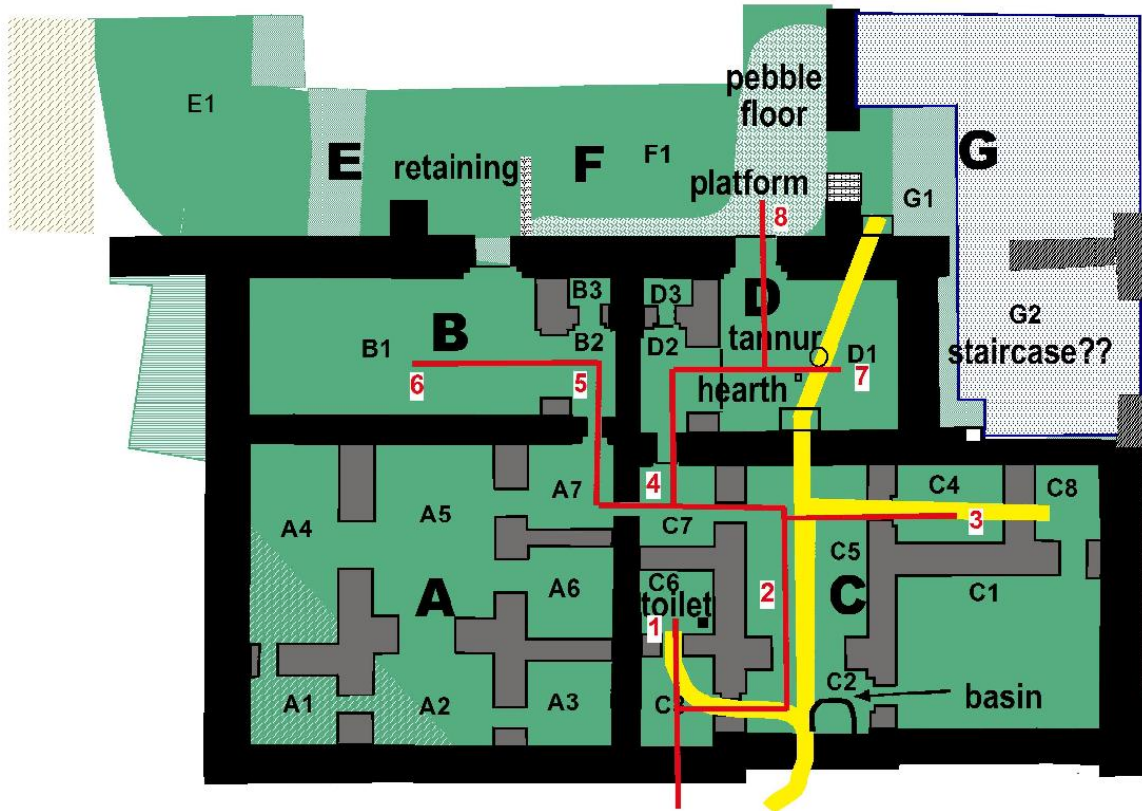 E1
E
retaining
F
F1
pebble
floor
platform
8
G
G1
G2
staircase??
B3
D3
B
B1
B2
D2
D
tannur
D1
6
5
hearth
7
A7
4
C4
C8
A4
A5
C7
3
C5
A
A6
C6
toilet
1
2
C
C1
A1
A2
A3
C3
C2
basin